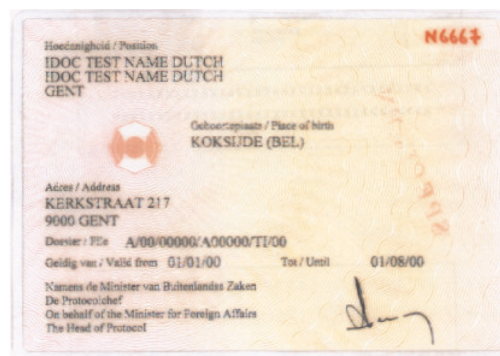 N6667
Hoedanigheid / Position
IDOC TEST NAME DUTCH
IDOC TEST NAME DUTCH
GENT
Geboorteplaats / Place of birth
KOKSIJDE (BEL)
Adres / Address
KERKSTRAAT 217
9000 GENT
Dossier / File A/00/00000/A00000/TI/00
Geldig van / Valid from 01/01/00 Tot / Until 01/08/00
Namens de Minister van Buitenlandse Zaken
De Protocolchef
On behalf of the Minister for Foreign Affairs
The Head of Protocol